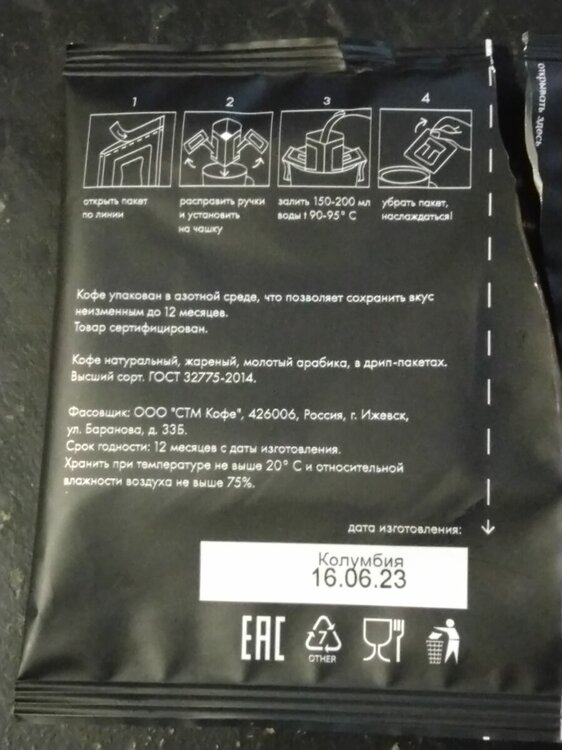 открывать здесь
1 2 3 4
открыть пакет
по линии
расправить ручки
и установить
на чашку
залить 150-200 мл
воды t 90-95° С
убрать пакет,
наслаждаться!
Кофе упакован в азотной среде, что позволяет сохранить вкус
неизменным до 12 месяцев.
Товар сертифицирован.
Кофе натуральный, жареный, молотый арабика, в дрип-пакетах.
Высший сорт. ГОСТ 32775-2014.
Фасовщик: ООО "СТМ Кофе", 426006, Россия, г. Ижевск,
ул. Баранова, д. 33Б.
Срок годности: 12 месяцев с даты изготовления.
Хранить при температуре не выше 20° С и относительной
влажности воздуха не выше 75%.
дата изготовления:
Колумбия
16.06.23
EAC
7
OTHER